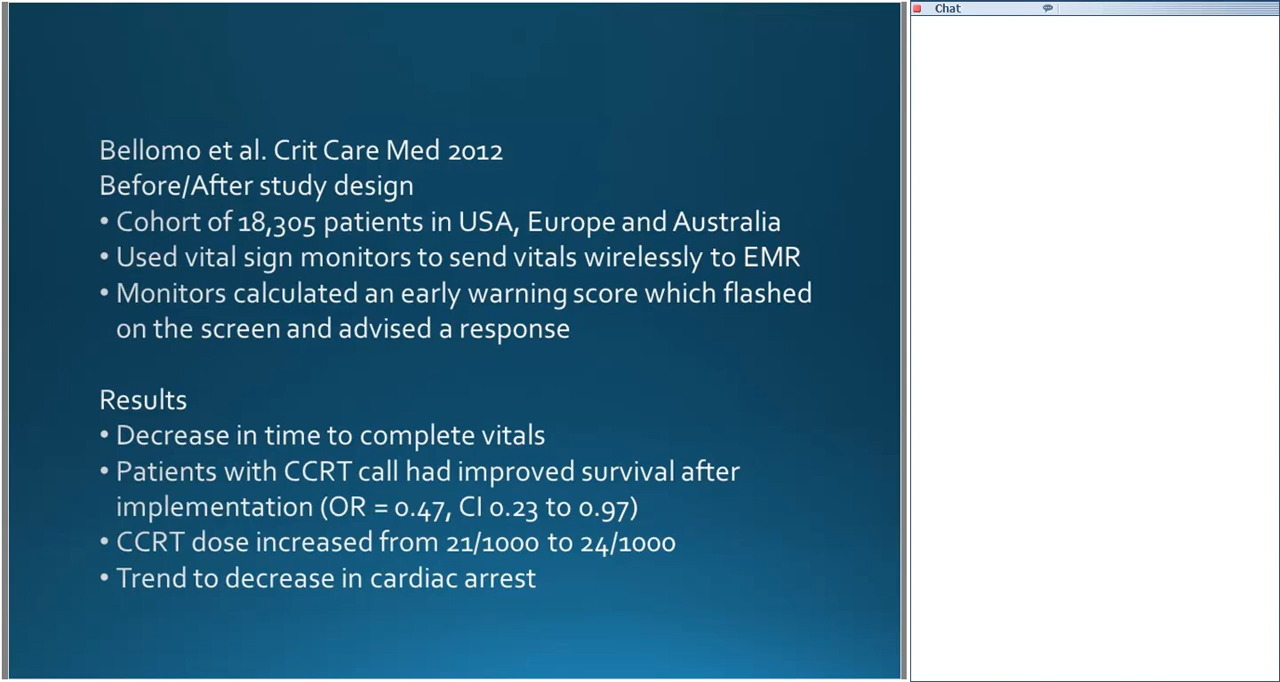 Chat
Bellomo et al. Crit Care Med 2012
Before/After study design
• Cohort of 18,305 patients in USA, Europe and Australia
• Used vital sign monitors to send vitals wirelessly to EMR
• Monitors calculated an early warning score which flashed
on the screen and advised a response
Results
• Decrease in time to complete vitals
• Patients with CCRT call had improved survival after
implementation (OR = 0.47, CI 0.23 to 0.97)
• CCRT dose increased from 21/1000 to 24/1000
• Trend to decrease in cardiac arrest